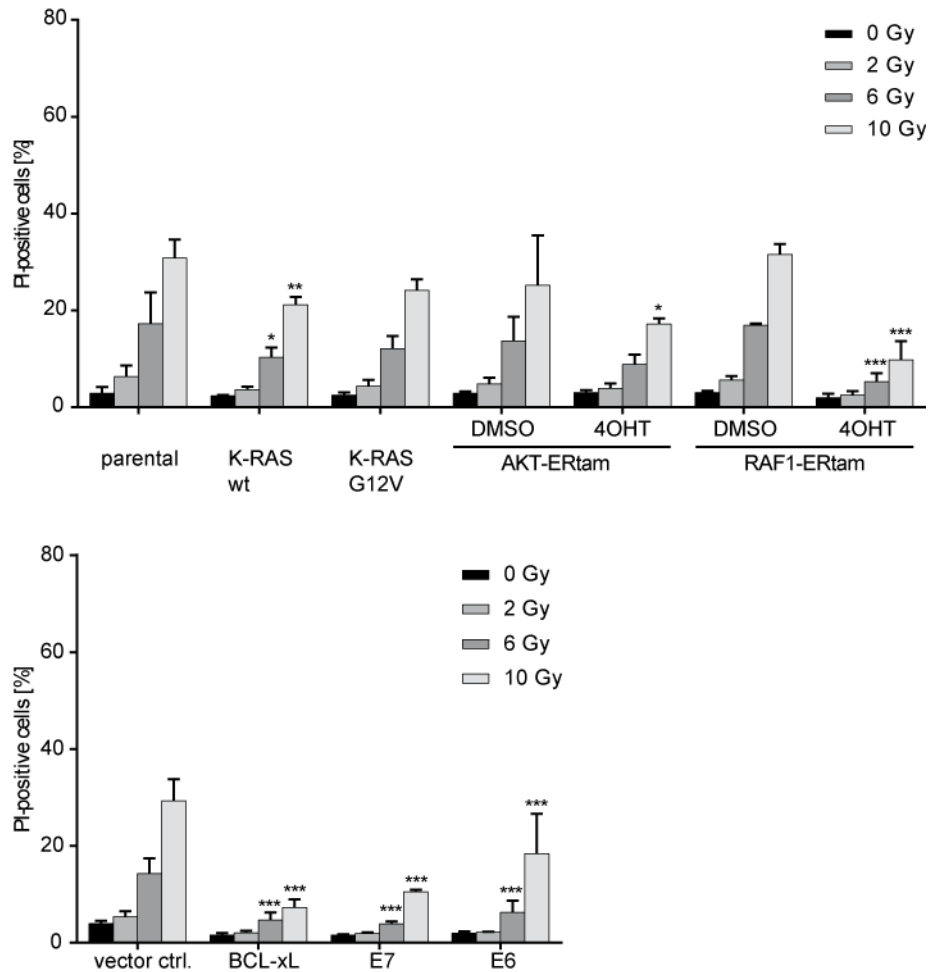 80
60
40
20
0
PI-positive cells [%]
0 Gy
2 Gy
6 Gy
10 Gy
* ** * *** ***
DMSO 4OHT DMSO 4OHT
parental K-RAS K-RAS AKT-ERtam RAF1-ERtam
wt G12V
80
60
40
20
0
PI-positive cells [%]
0 Gy
2 Gy
6 Gy
10 Gy
*** *** *** *** *** ***
vector ctrl. BCL-xL E7 E6